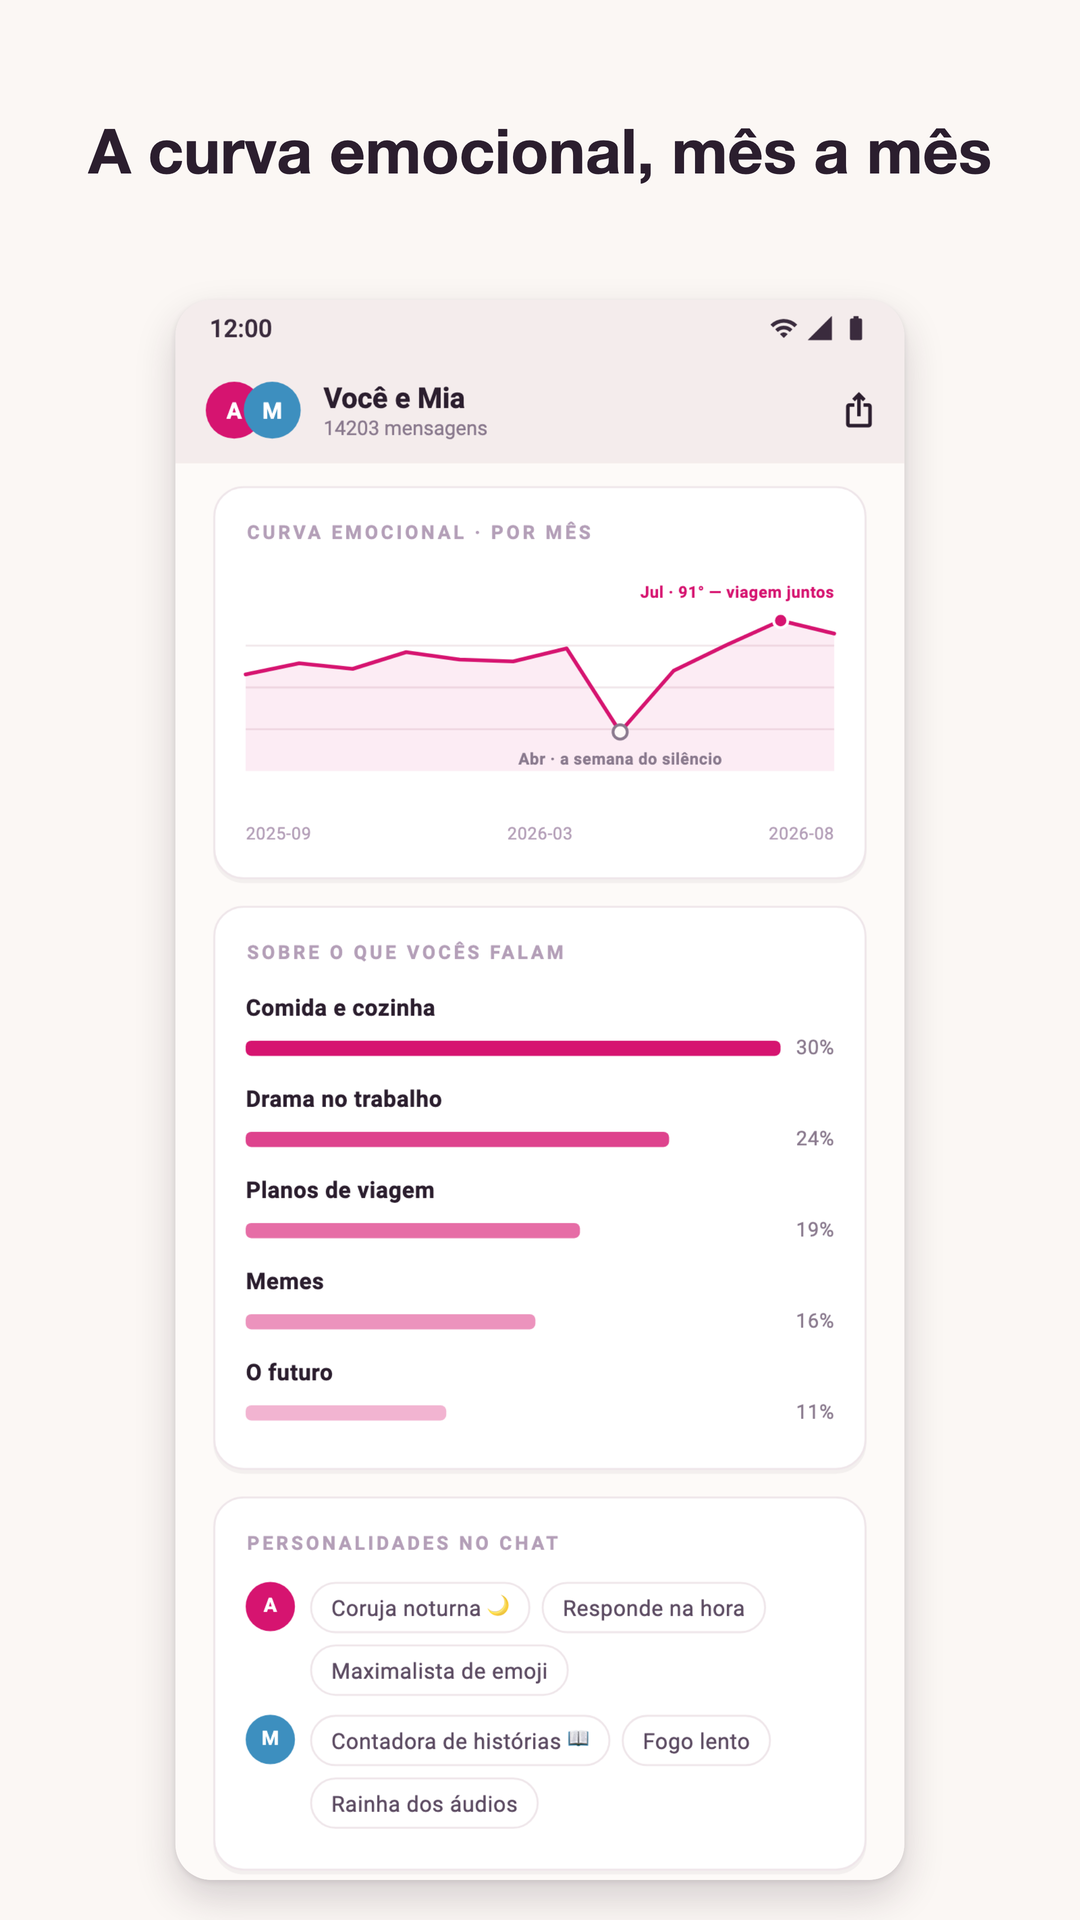 A curva emocional, mês a mês
12:00
A
M
Você e Mia
14203 mensagens
CURVA EMOCIONAL · POR MÊS
Jul · 91° — viagem juntos
Abr · a semana do silêncio
2025-09
2026-03
2026-08
SOBRE O QUE VOCÊS FALAM
Comida e cozinha
30%
Drama no trabalho
24%
Planos de viagem
19%
Memes
16%
O futuro
11%
PERSONALIDADES NO CHAT
A
Coruja noturna 🌙
Responde na hora
Maximalista de emoji
M
Contadora de histórias 📖
Fogo lento
Rainha dos áudios